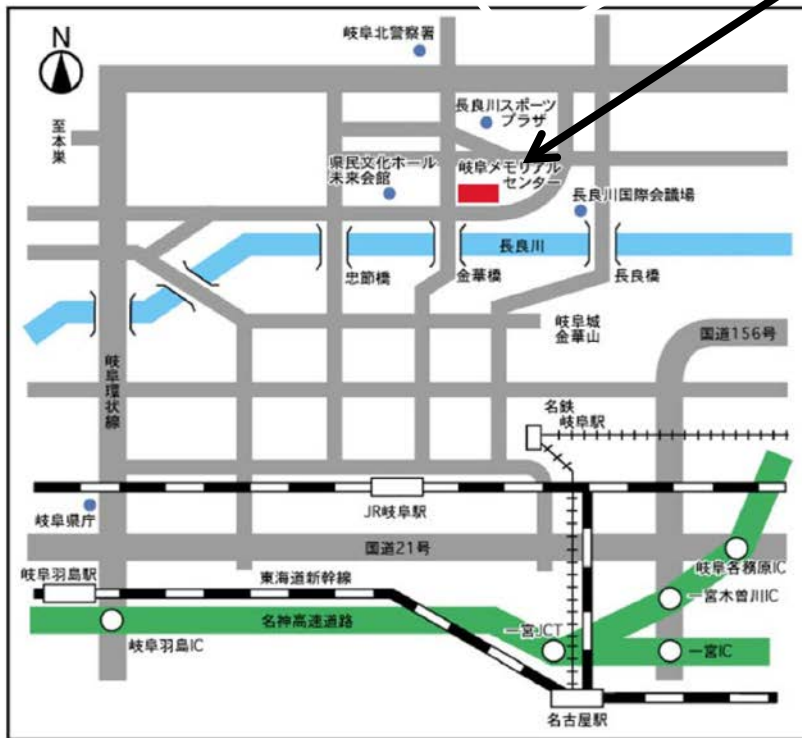 N
岐阜北警察署
至本巣
長良川スポーツ
プラザ
県民文化ホール
未来会館
岐阜メモリアル
センター
長良川国際会議場
長良川
忠節橋
金華橋
長良橋
岐阜城
金華山
国道156号
岐阜環状線
名鉄
岐阜駅
JR岐阜駅
岐阜県庁
国道21号
岐阜羽島駅
東海道新幹線
岐阜各務原IC
一宮木曽川IC
名神高速道路
一宮JCT
岐阜羽島IC
一宮IC
名古屋駅